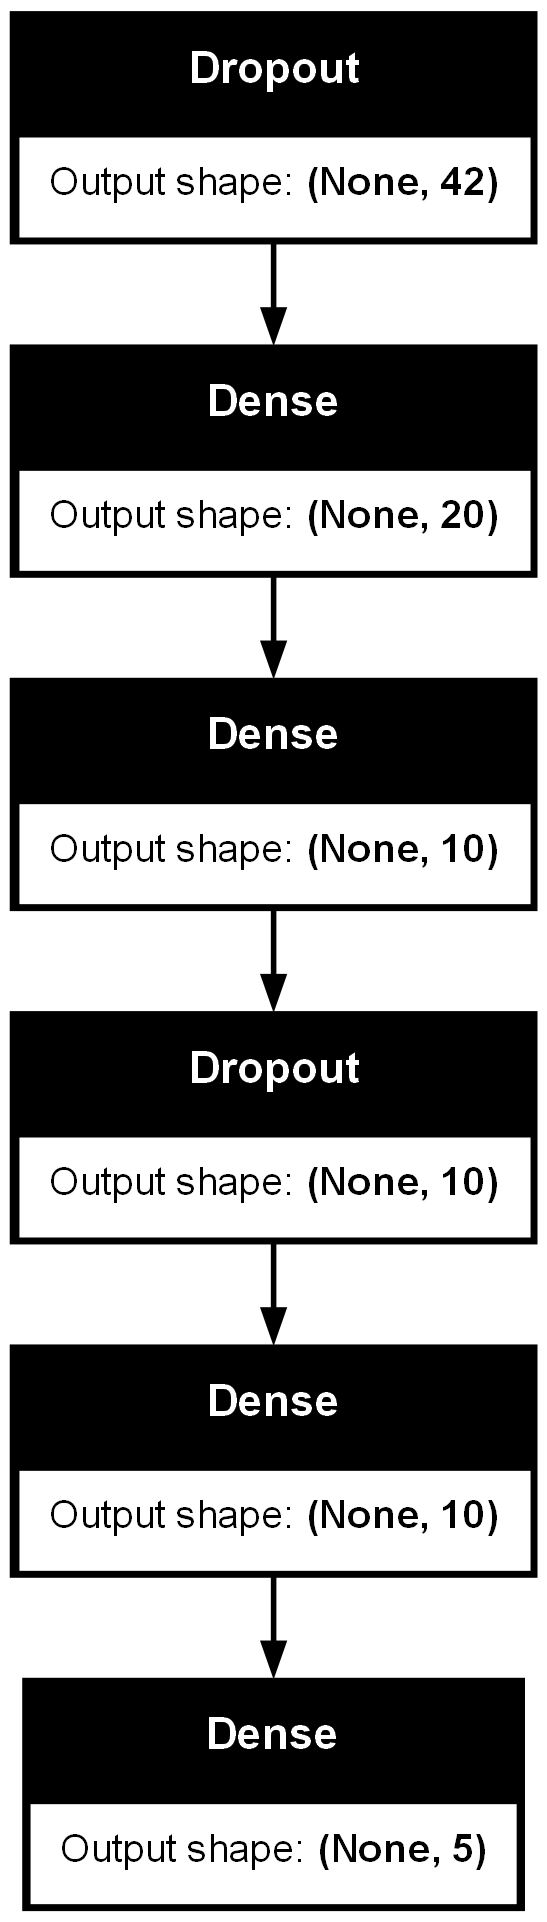 Dropout
Output shape: (None, 42)
Dense
Output shape: (None, 20)
Dense
Output shape: (None, 10)
Dropout
Output shape: (None, 10)
Dense
Output shape: (None, 10)
Dense
Output shape: (None, 5)